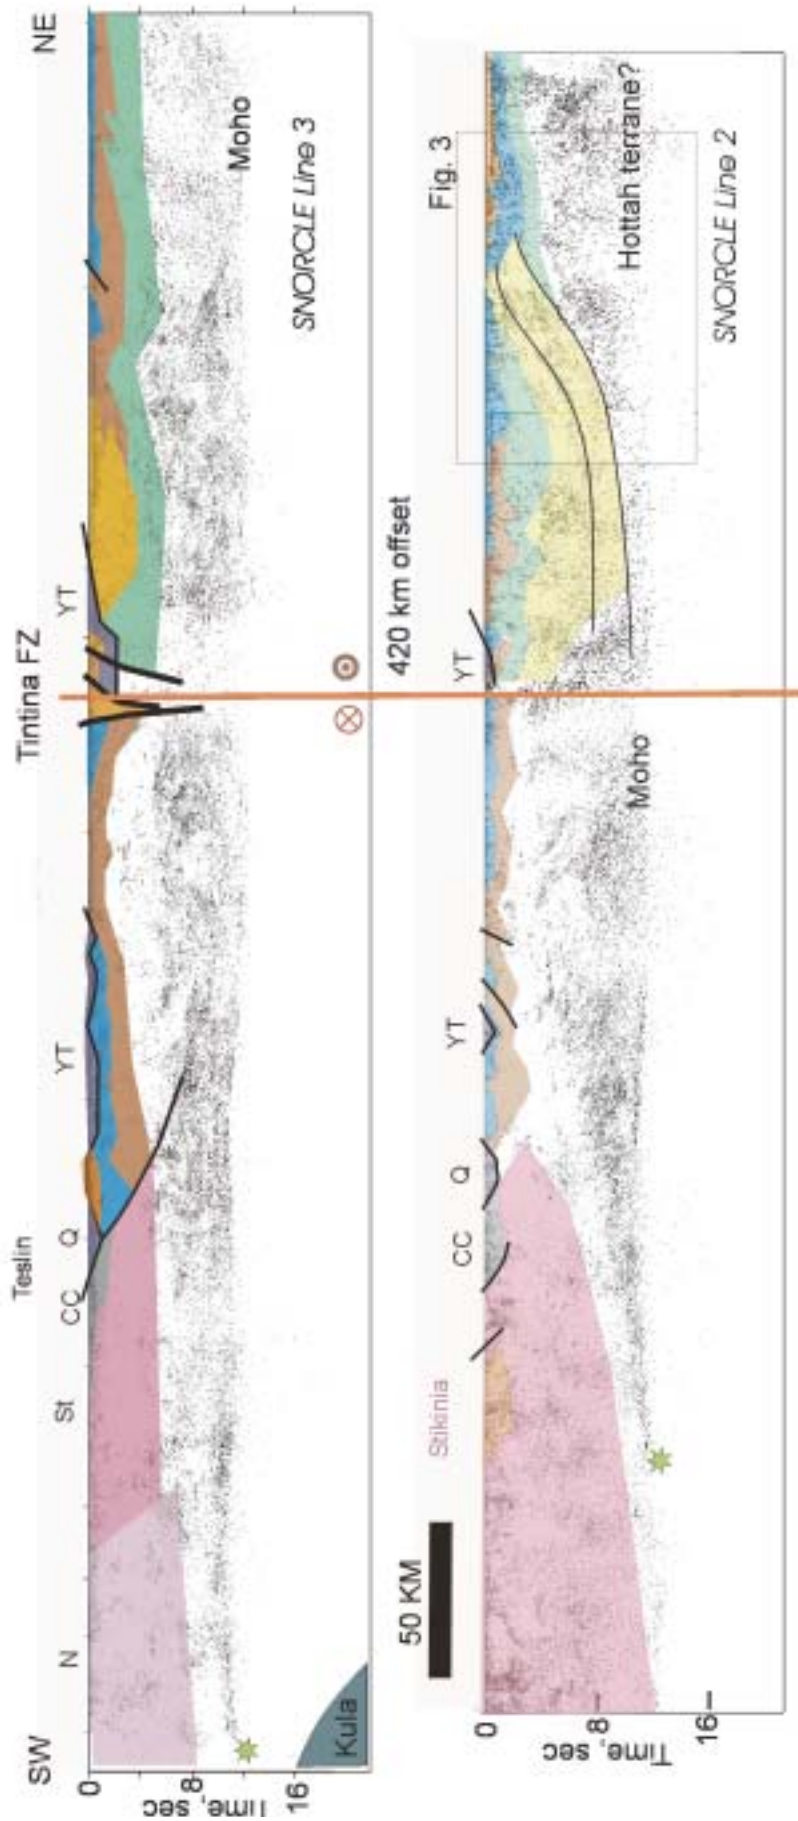 SW
NE
Teslin
Tintina FZ
N
St
CC
Q
YT
YT
0
8
16
Time, sec
Kula
Moho
SNORCLE Line 3
50 KM
420 km offset
Fig. 3
Stikinia
CC
Q
YT
YT
0
8
16
Time, sec
Moho
Hottah terrane?
SNORCLE Line 2